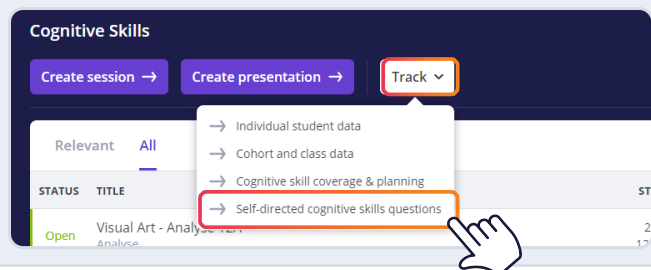 Cognitive Skills
Create session → Create presentation → Track
→ Individual student data
Relevant All
→ Cohort and class data
→ Cognitive skill coverage & planning
STATUS TITLE
→ Self-directed cognitive skills questions
Open Visual Art - Analyse 12A
Analyse